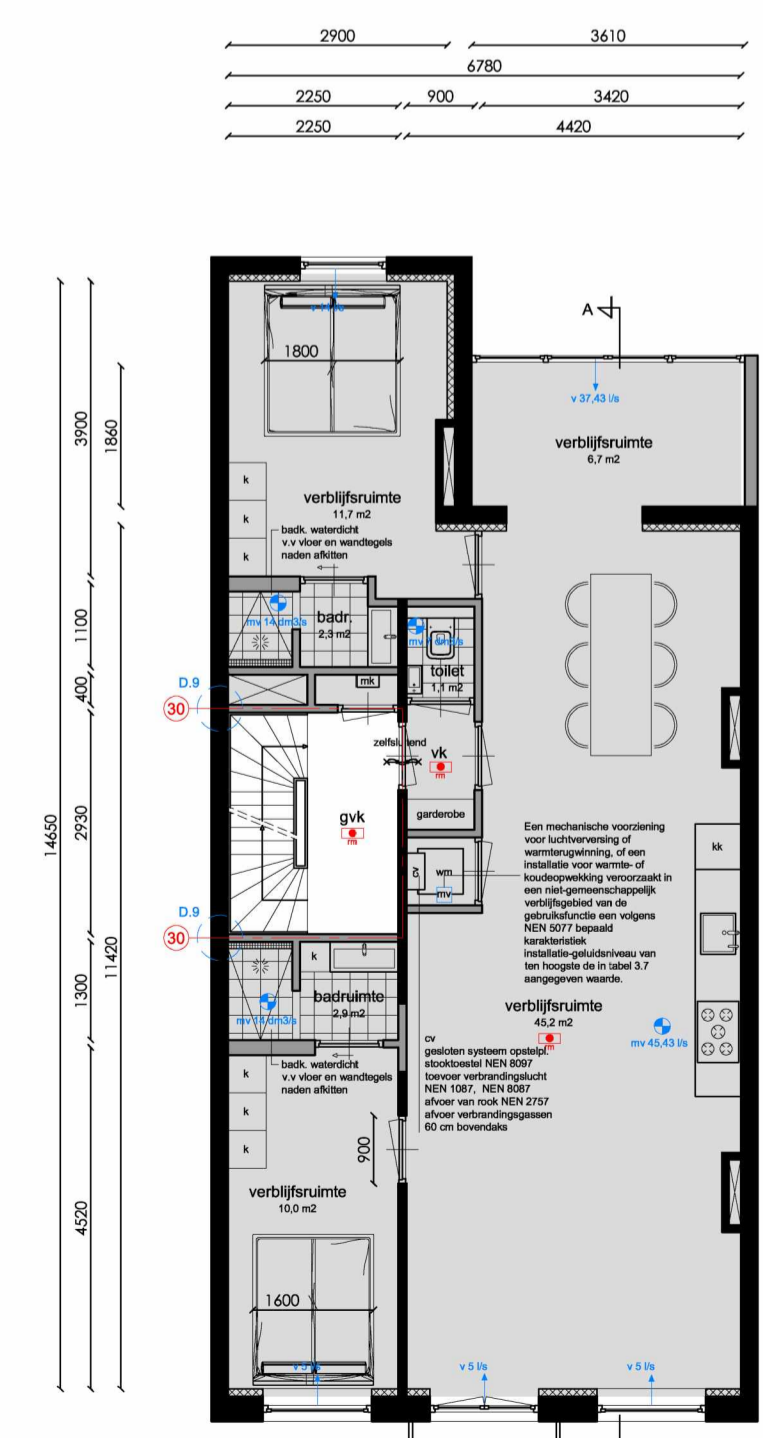 2900
3610
6780
2250
900
3420
2250
4420
A
v 14 l/s
1800
v 37,43 l/s
3900
1860
verblijfsruimte
6,7 m2
k
k
k
verblijfsruimte
11,7 m2
badk. waterdicht
v.v vloer en wandtegels
naden afkitten
1100
badr.
2,3 m2
mv 14 dm3/s
mv 7 dm3/s
toilet
1,1 m2
400
D.9
mk
30
zelfsluitend
vk
rm
14650
2930
gvk
rm
garderobe
Een mechanische voorziening
voor luchtverversing of
warmterugwinning, of een
installatie voor warmte- of
koudeopwekking veroorzaakt in
een niet-gemeenschappelijk
verblijfsgebied van de
gebruiksfunctie een volgens
NEN 5077 bepaald
karakteristiek
installatie-geluidsniveau van
ten hoogste de in tabel 3.7
aangegeven waarde.
kk
cv
wm
mv
D.9
30
11420
1300
k
badruimte
2,9 m2
mv 14 dm3/s
verblijfsruimte
45,2 m2
rm
mv 45,43 l/s
badk. waterdicht
v.v vloer en wandtegels
naden afkitten
cv
gesloten systeem opstelpl.
stooktoestel NEN 8097
toevoer verbrandingslucht
NEN 1087, NEN 8087
afvoer van rook NEN 2757
afvoer verbrandingsgassen
60 cm bovendaks
k
k
k
900
4520
verblijfsruimte
10,0 m2
1600
v 5 l/s
v 5 l/s
v 5 l/s